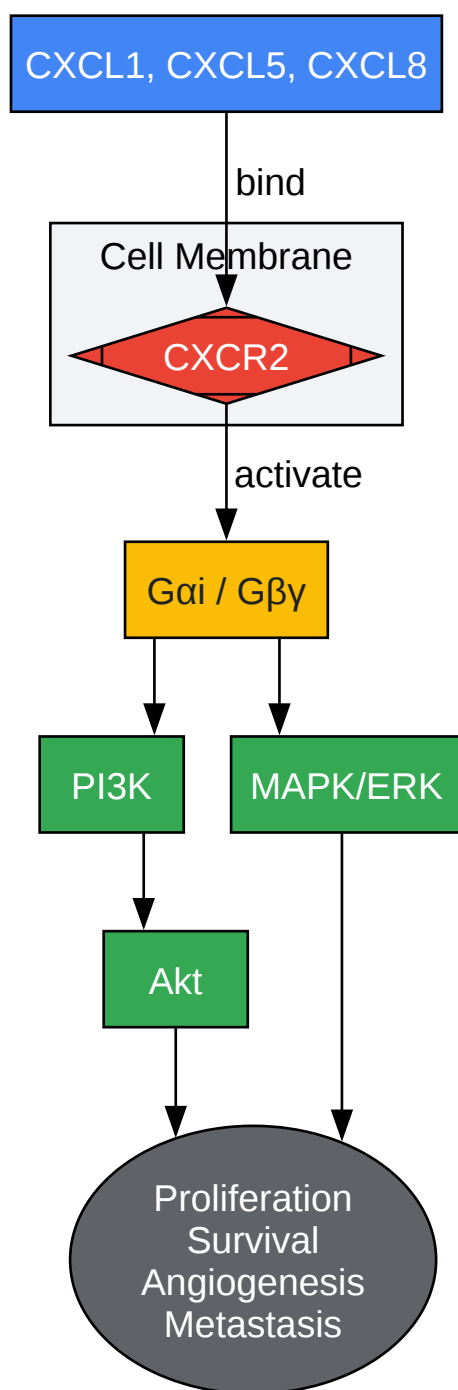 CXCL1, CXCL5, CXCL8
bind
Cell Membrane
CXCR2
activate
Gαi / Gβγ
PI3K
MAPK/ERK
Akt
Proliferation
Survival
Angiogenesis
Metastasis